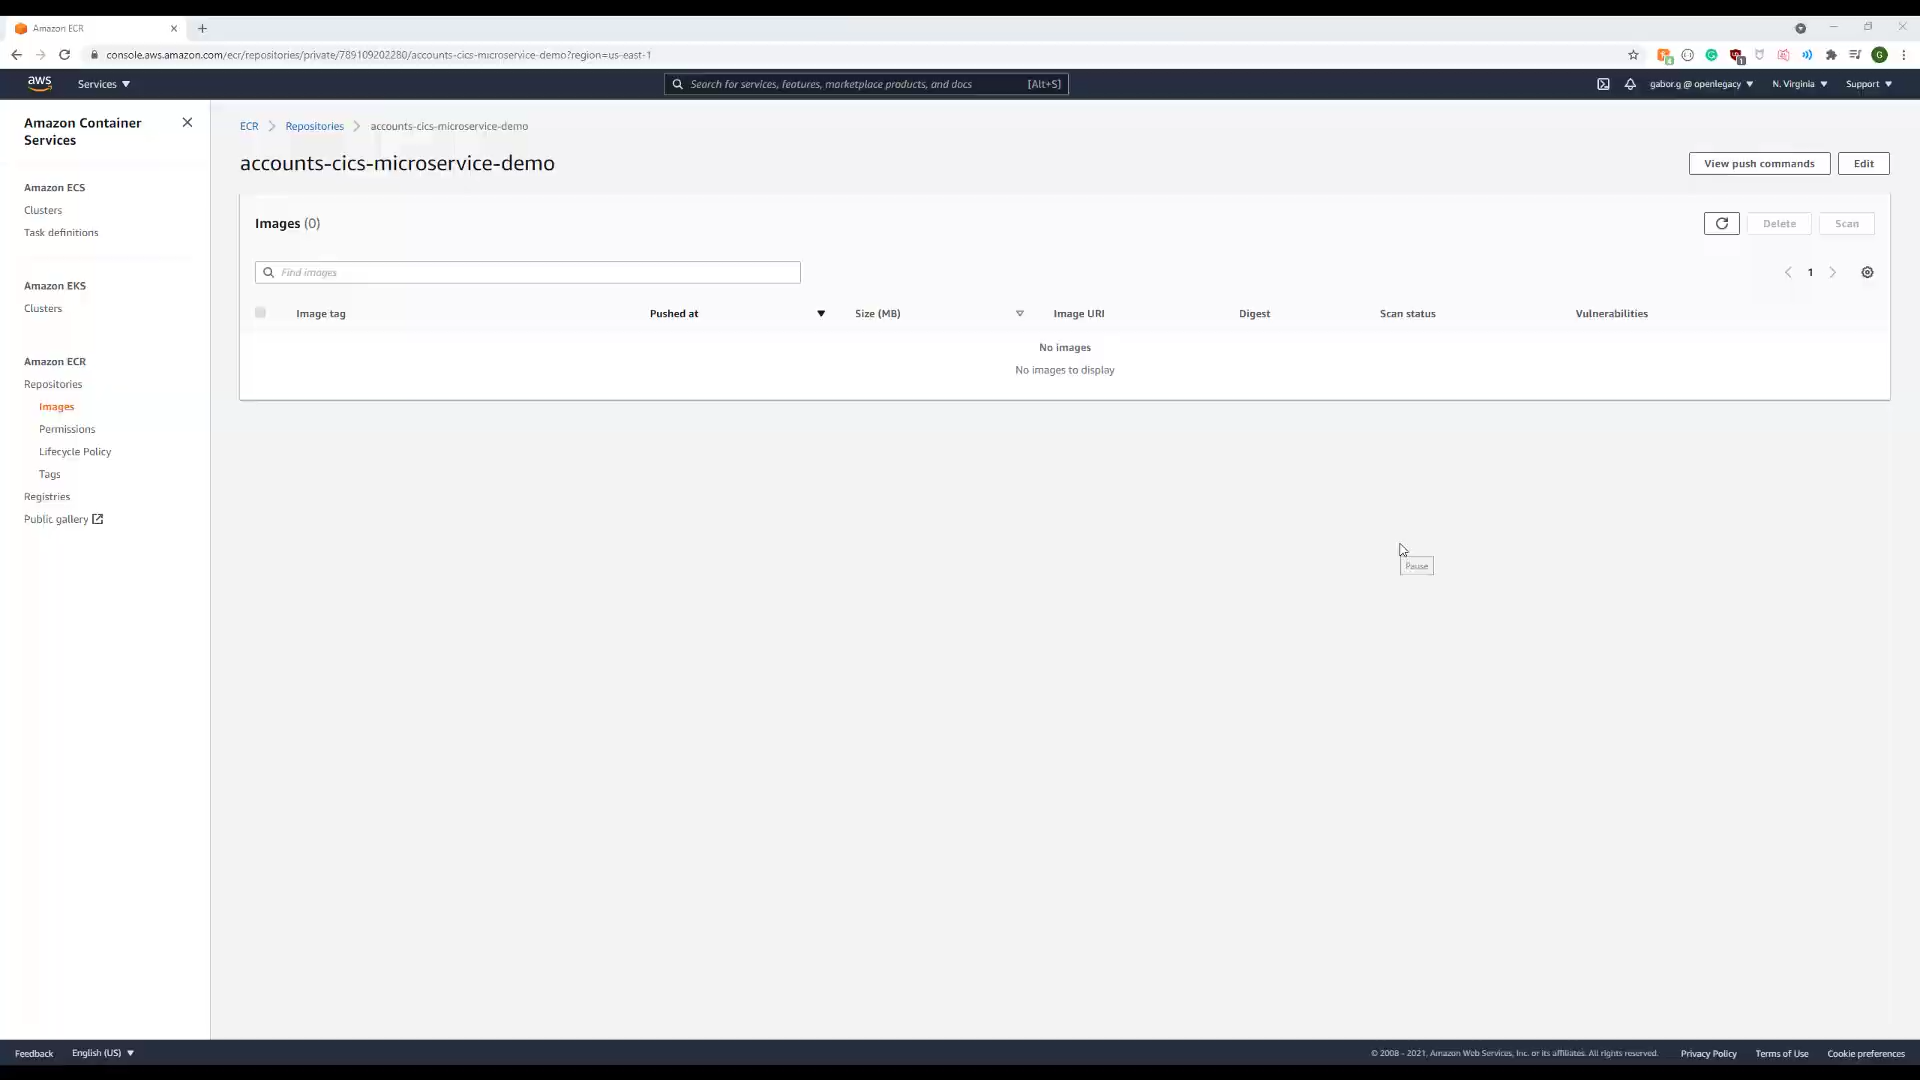 Amazon ECR
console.aws.amazon.com/ecr/repositories/private/789109202280/accounts-cics-microservice-demo?region=us-east-1
aws
Services
Search for services, features, marketplace products, and docs
[Alt+S]
gabor.g @ openlegacy
N. Virginia
Support
Amazon Container
Services
Amazon ECS
Clusters
Task definitions
Amazon EKS
Clusters
Amazon ECR
Repositories
Images
Permissions
Lifecycle Policy
Tags
Registries
Public gallery
ECR
Repositories
accounts-cics-microservice-demo
accounts-cics-microservice-demo
View push commands
Edit
Images (0)
Delete
Scan
Find images
1
Image tag
Pushed at
Size (MB)
Image URI
Digest
Scan status
Vulnerabilities
No images
No images to display
Pause
Feedback
English (US)
© 2008 - 2021, Amazon Web Services, Inc. or its affiliates. All rights reserved.
Privacy Policy
Terms of Use
Cookie preferences